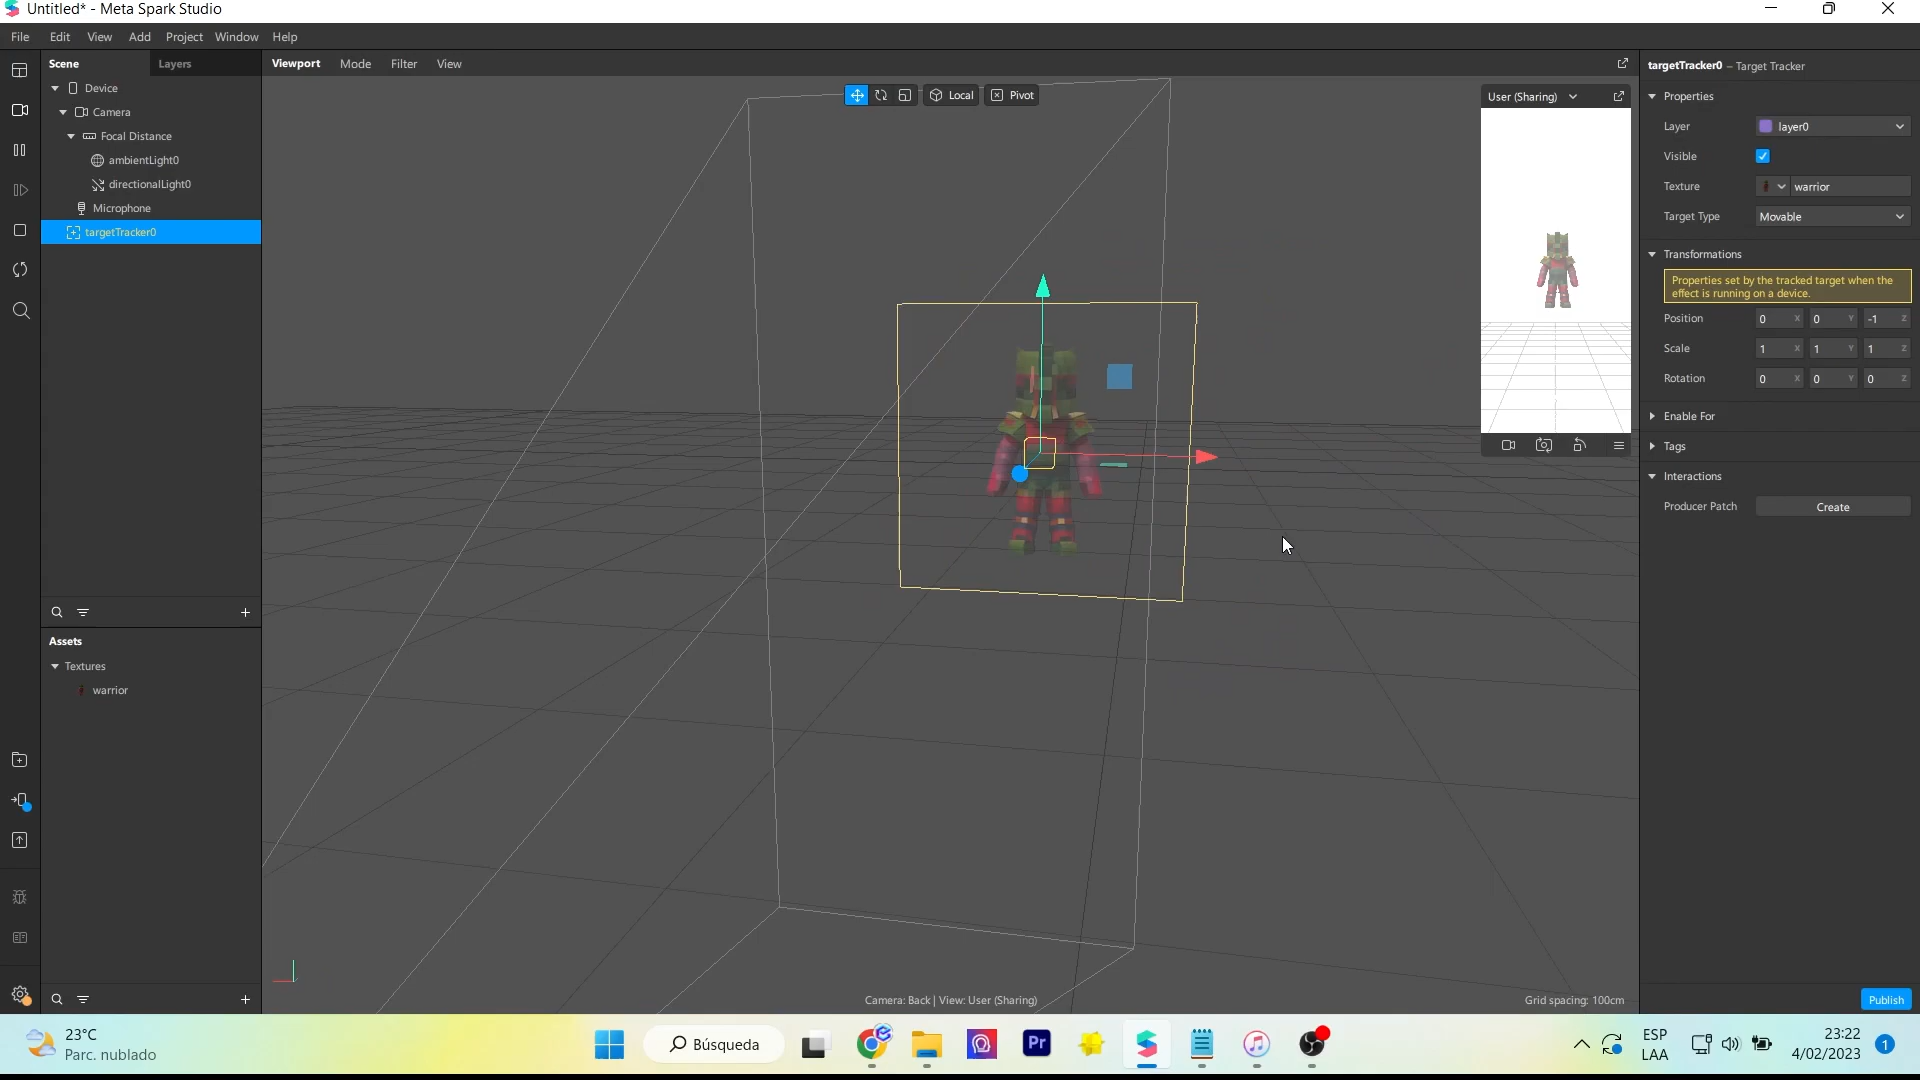 Untitled* - Meta Spark Studio
File Edit View Add Project Window Help
Scene Layers
Device
Camera
Focal Distance
ambientLight0
directionalLight0
Microphone
targetTracker0
Assets
Textures
warrior
Viewport Mode Filter View
Local Pivot
User (Sharing)
Camera: Back | View: User (Sharing)
Grid spacing: 100cm
targetTracker0 – Target Tracker
Properties
Layer layer0
Visible
Texture warrior
Target Type Movable
Transformations
Properties set by the tracked target when the
effect is running on a device.
Position 0 X 0 Y -1 Z
Scale 1 X 1 Y 1 Z
Rotation 0 X 0 Y 0 Z
Enable For
Tags
Interactions
Producer Patch Create
Publish
23°C
Parc. nublado
Búsqueda
Pr
ESP
LAA
23:22
4/02/2023
1